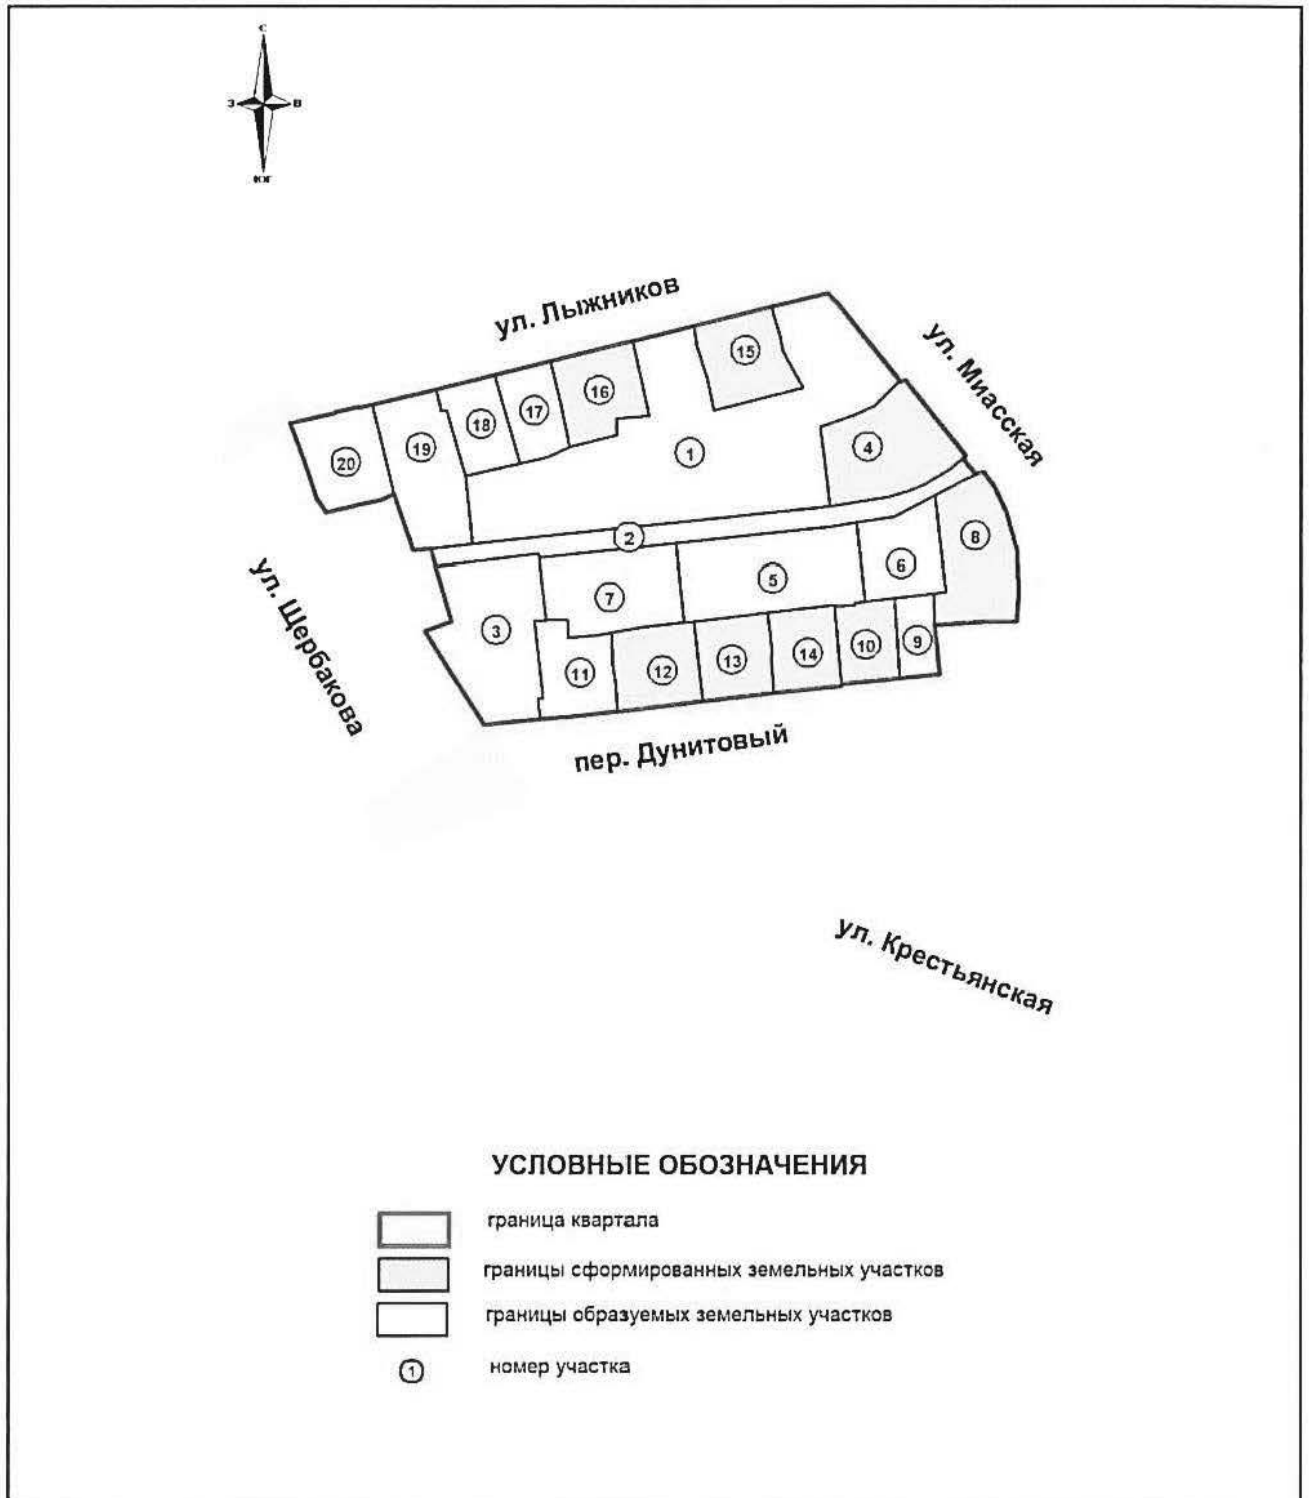 С
З В
ЮГ
ул. Лыжников
ул. Миасская
15
16
17
18
4
19
1
20
8
2
6
5
7
3
9
10
14
13
12
11
ул. Щербакова
пер. Дунитовый
ул. Крестьянская
УСЛОВНЫЕ ОБОЗНАЧЕНИЯ
граница квартала
границы сформированных земельных участков
границы образуемых земельных участков
1 номер участка